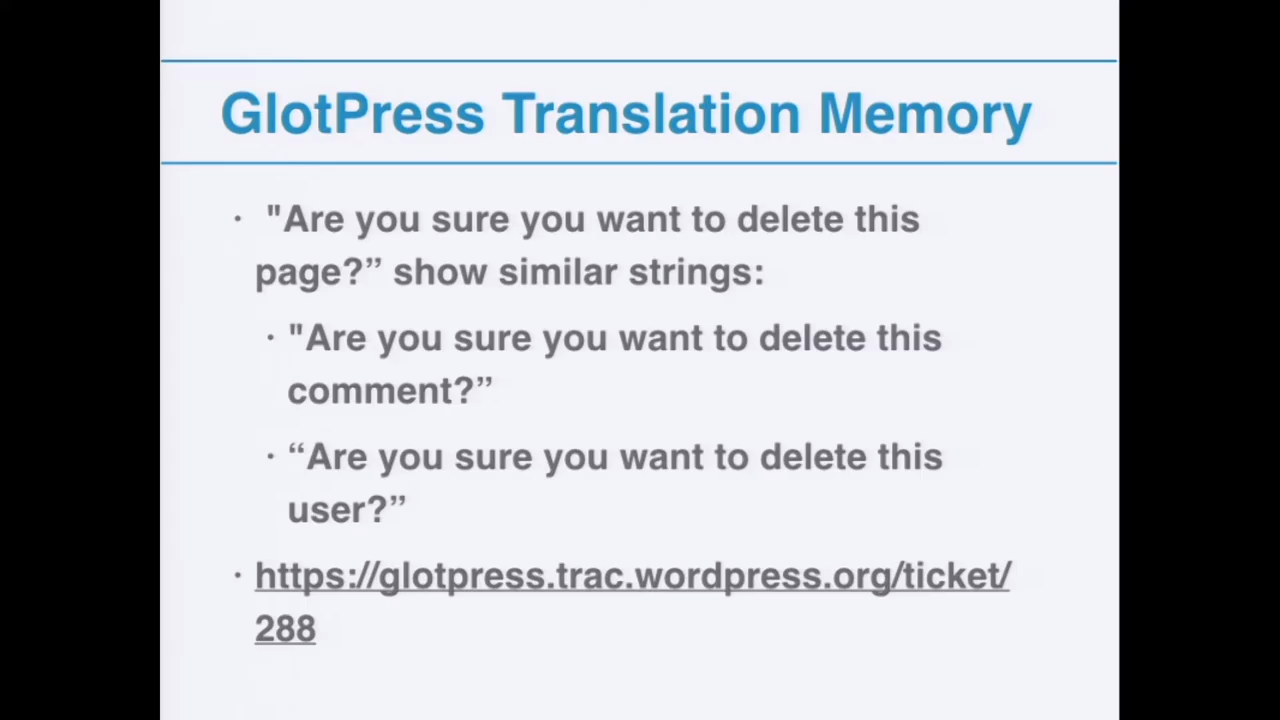 GlotPress Translation Memory
· "Are you sure you want to delete this
page?” show similar strings:
· "Are you sure you want to delete this
comment?”
· “Are you sure you want to delete this
user?”
· https://glotpress.trac.wordpress.org/ticket/
288